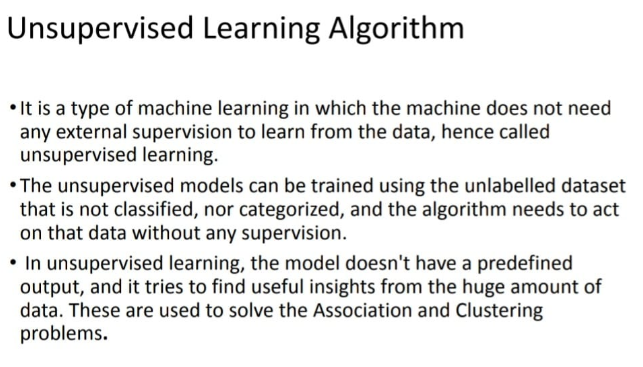 Unsupervised Learning Algorithm
•It is a type of machine learning in which the machine does not need
any external supervision to learn from the data, hence called
unsupervised learning.
•The unsupervised models can be trained using the unlabelled dataset
that is not classified, nor categorized, and the algorithm needs to act
on that data without any supervision.
• In unsupervised learning, the model doesn't have a predefined
output, and it tries to find useful insights from the huge amount of
data. These are used to solve the Association and Clustering
problems.